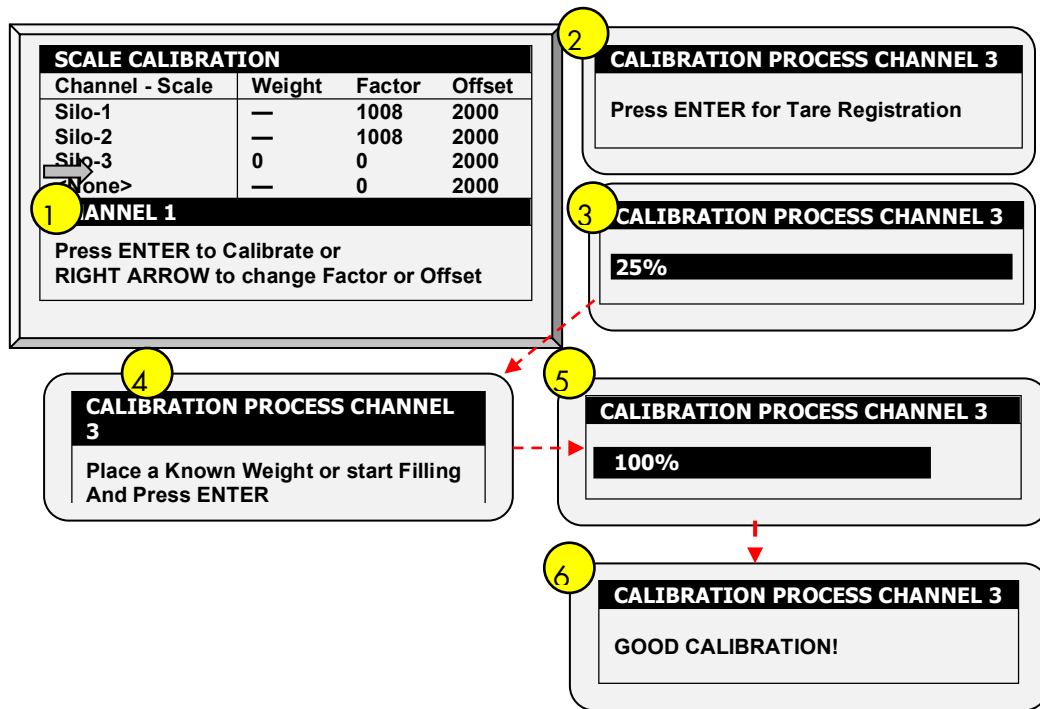 SCALE CALIBRATION
Channel - Scale Weight Factor Offset
Silo-1 — 1008 2000
Silo-2 — 1008 2000
Silo-3 0 0 2000
<None> — 0 2000
1
CHANNEL 1
Press ENTER to Calibrate or
RIGHT ARROW to change Factor or Offset
2
CALIBRATION PROCESS CHANNEL 3
Press ENTER for Tare Registration
3
CALIBRATION PROCESS CHANNEL 3
25%
4
CALIBRATION PROCESS CHANNEL
3
Place a Known Weight or start Filling
And Press ENTER
5
CALIBRATION PROCESS CHANNEL 3
100%
6
CALIBRATION PROCESS CHANNEL 3
GOOD CALIBRATION!